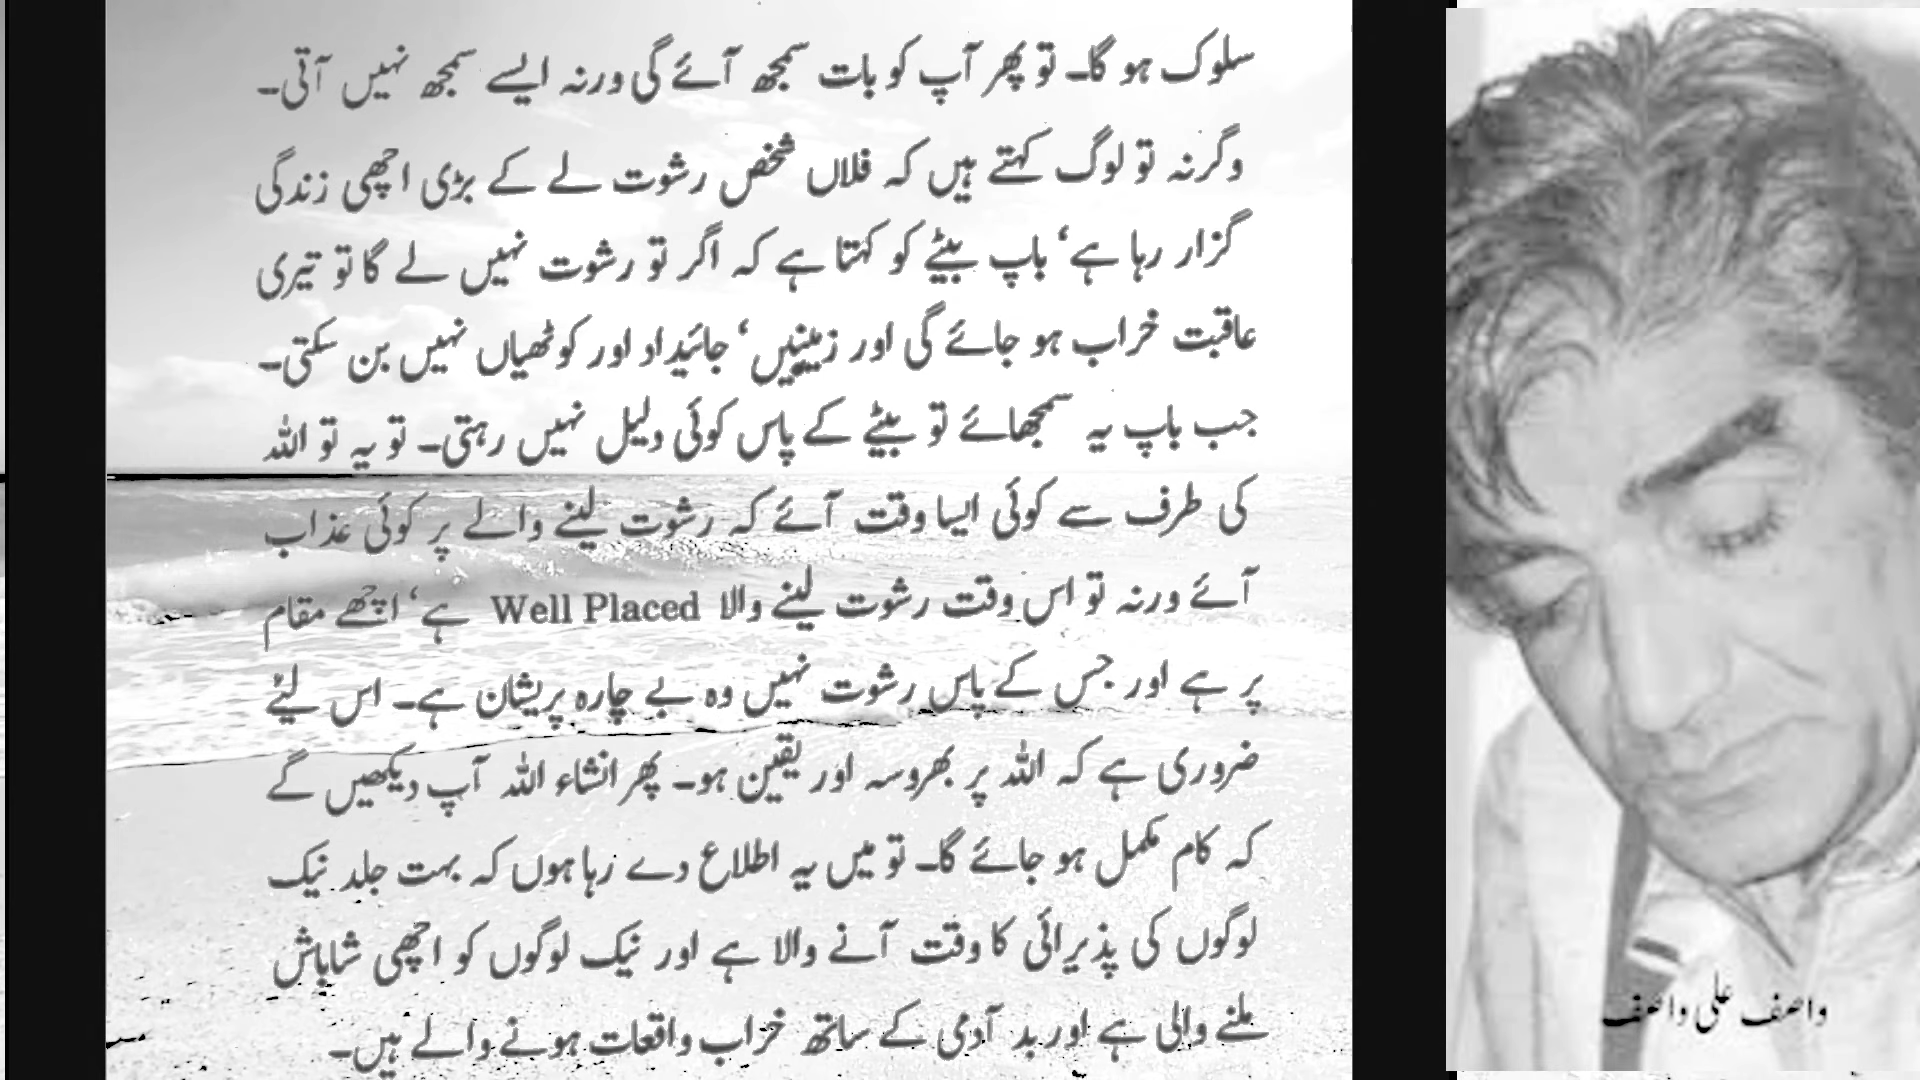 سلوک ہو گا۔ تو پھر آپ کو بات سمجھ آئے گی ورنہ ایسے سمجھ نہیں آتی۔
وگرنہ تو لوگ کہتے ہیں کہ فلاں شخص رشوت لے کے بڑی اچھی زندگی
گزار رہا ہے‘ باپ بیٹے کو کہتا ہے کہ اگر تو رشوت نہیں لے گا تو تیری
عاقبت خراب ہو جائے گی اور زمینیں‘ جائیداد اور کوٹھیاں نہیں بن سکتی۔
جب باپ یہ سمجھائے تو بیٹے کے پاس کوئی دلیل نہیں رہتی۔ تو یہ تو اللہ
کی طرف سے کوئی ایسا وقت آئے کہ رشوت لینے والے پر کوئی عذاب
آئے ورنہ تو اس وقت رشوت لینے والا Well Placed ہے‘ اچھے مقام
پر ہے اور جس کے پاس رشوت نہیں وہ بے چارہ پریشان ہے۔ اس لیئے
ضروری ہے کہ اللہ پر بھروسہ اور یقین ہو۔ پھر انشاء اللہ آپ دیکھیں گے
کہ کام مکمل ہو جائے گا۔ تو میں یہ اطلاع دے رہا ہوں کہ بہت جلد نیک
لوگوں کی پذیرائی کا وقت آنے والا ہے اور نیک لوگوں کو اچھی شاباش
ملنے والی ہے اور بد آدمی کے ساتھ خراب واقعات ہونے والے ہیں۔
واصف علی واصف